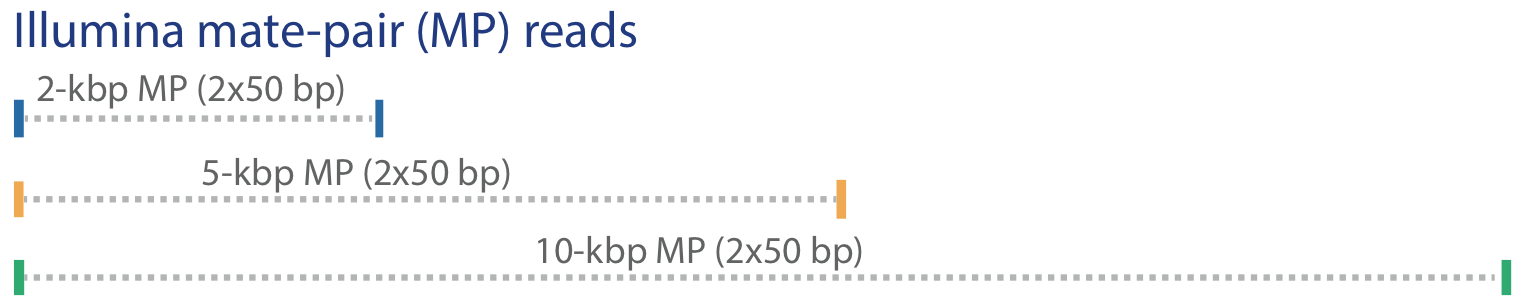 Illumina mate-pair (MP) reads
2-kbp MP (2x50 bp)
5-kbp MP (2x50 bp)
10-kbp MP (2x50 bp)